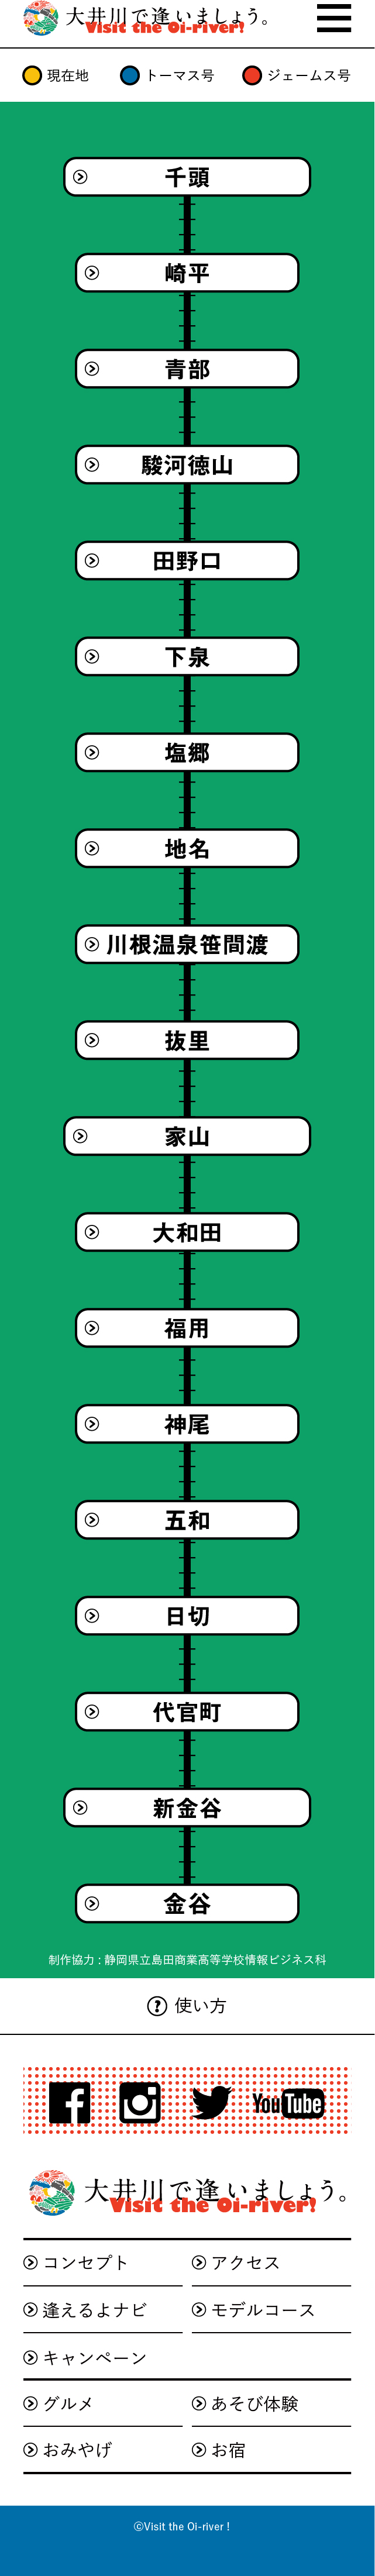 大井川で逢いましょう。
Visit the Oi-river!
現在地 トーマス号 ジェームス号
千頭
崎平
青部
駿河徳山
田野口
下泉
塩郷
地名
川根温泉笹間渡
抜里
家山
大和田
福用
神尾
五和
日切
代官町
新金谷
金谷
制作協力 : 静岡県立島田商業高等学校情報ビジネス科
? 使い方
YouTube
大井川で逢いましょう。
Visit the Oi-river!
コンセプト アクセス
逢えるよナビ モデルコース
キャンペーン
グルメ あそび体験
おみやげ お宿
©Visit the Oi-river !